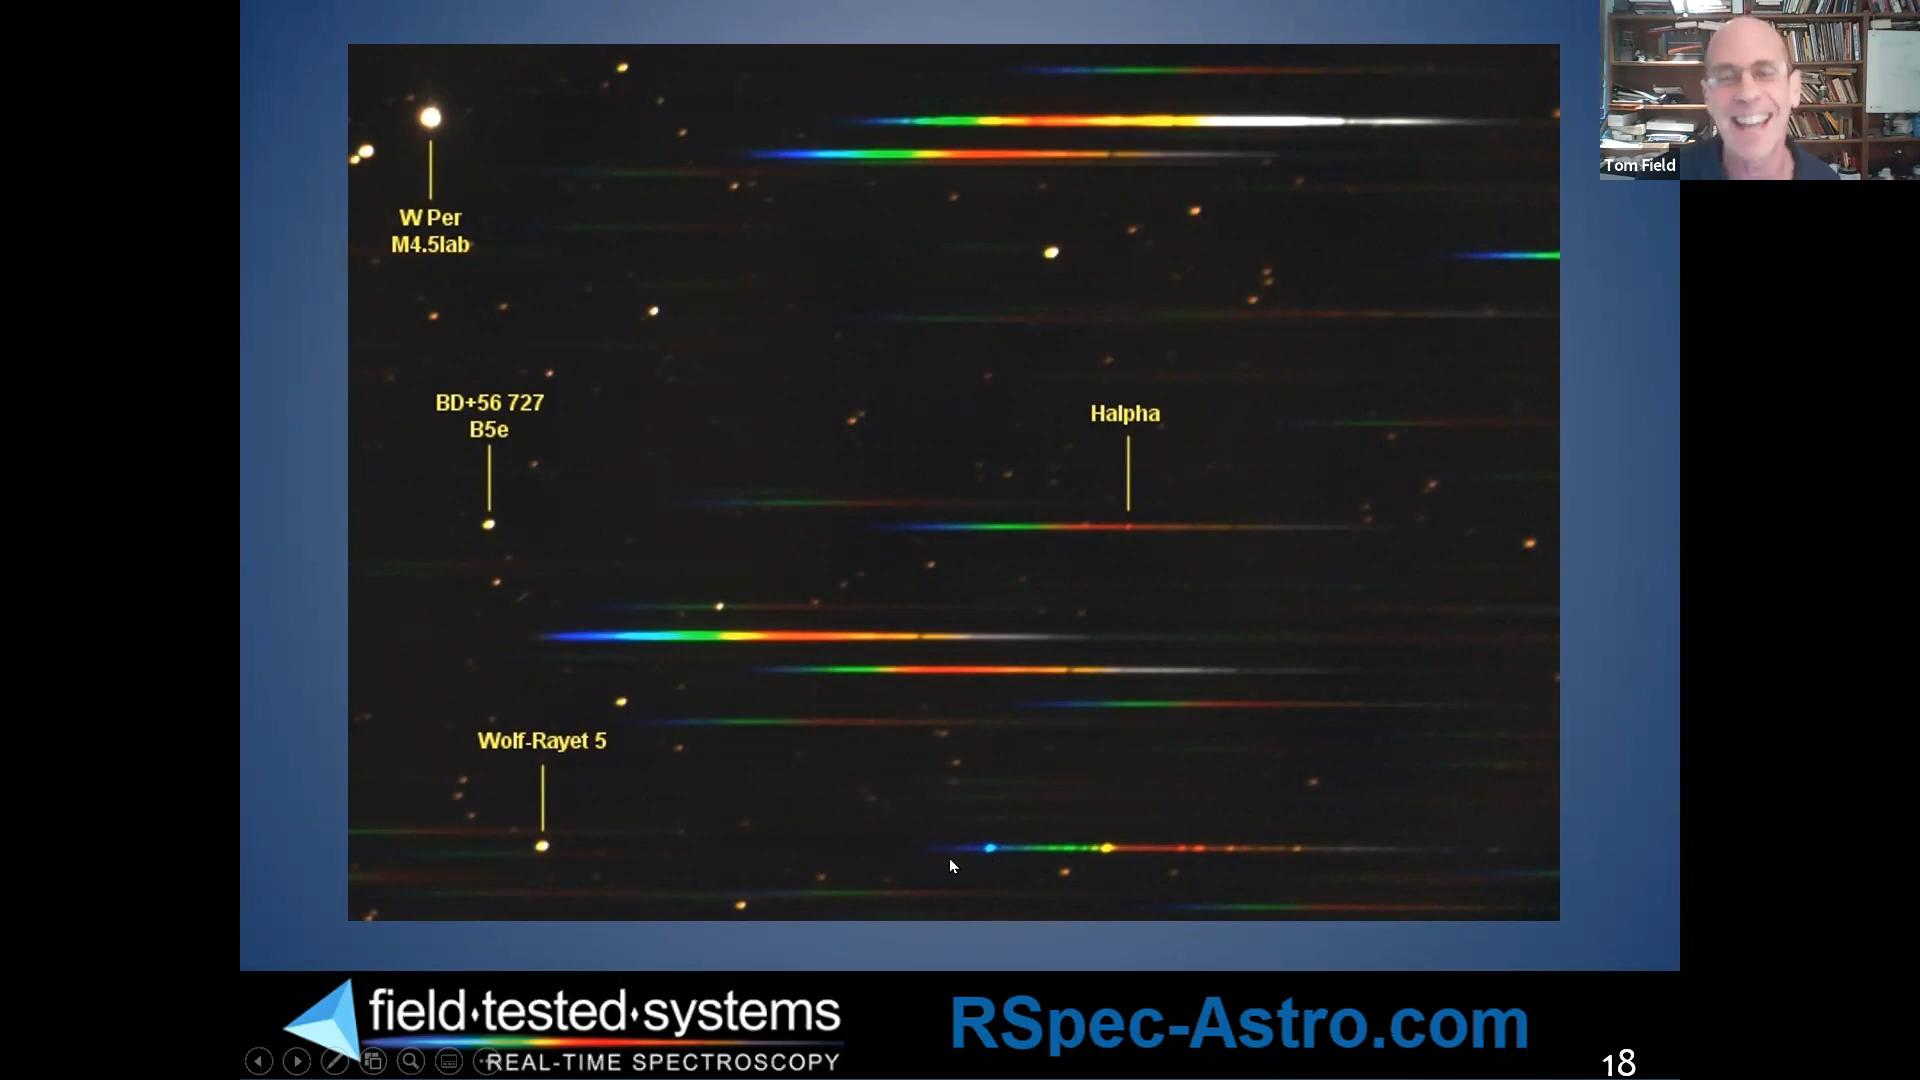 Tom Field
W Per
M4.5Iab
BD+56 727
B5e
Halpha
Wolf-Rayet 5
field·tested·systems
REAL-TIME SPECTROSCOPY
RSpec-Astro.com
18